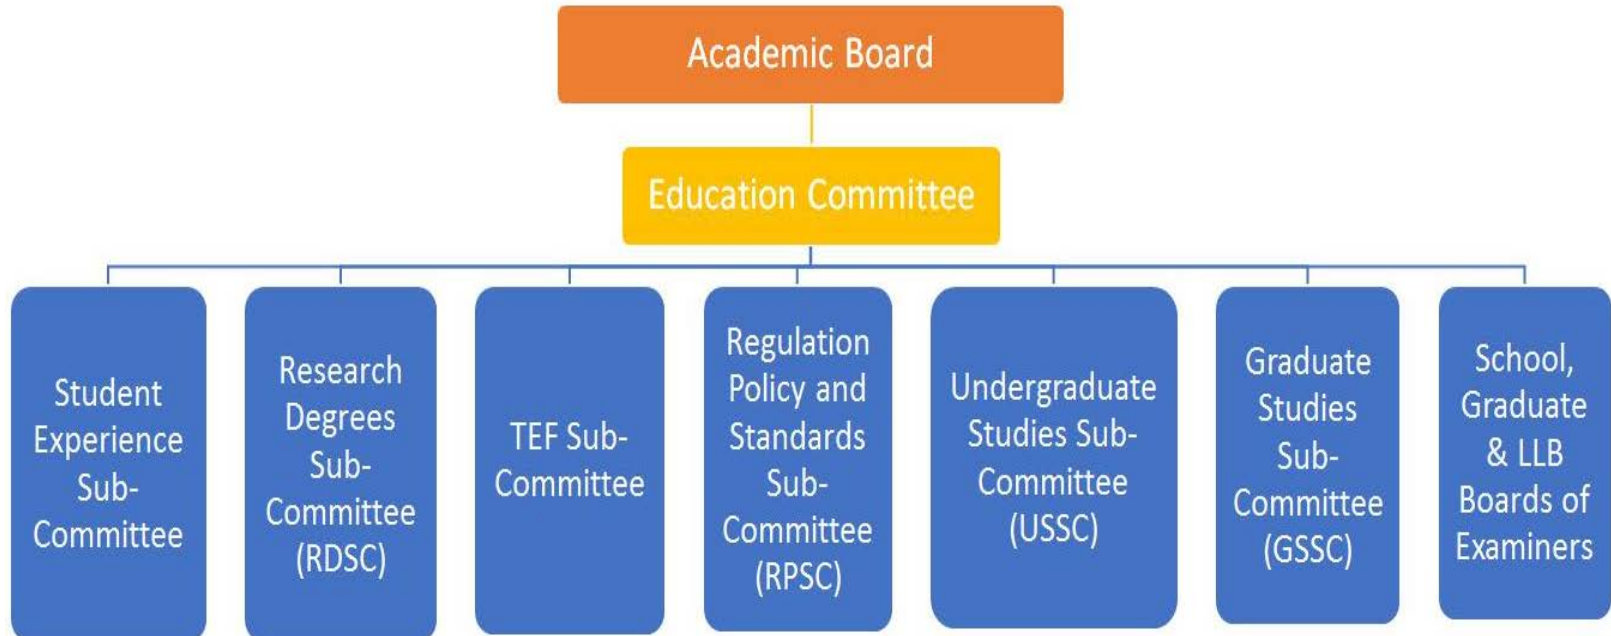 Academic Board
Education Committee
Student
Experience
Sub-
Committee
Research
Degrees
Sub-
Committee
(RDSC)
TEF Sub-
Committee
Regulation
Policy and
Standards
Sub-
Committee
(RPSC)
Undergraduate
Studies Sub-
Committee
(USSC)
Graduate
Studies
Sub-
Committee
(GSSC)
School,
Graduate
& LLB
Boards of
Examiners